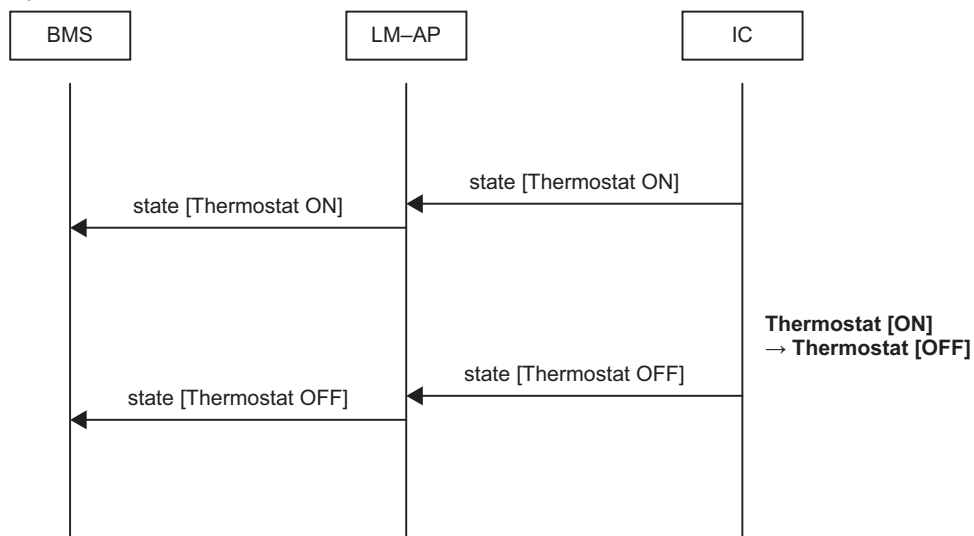 BMS
LM–AP
IC
state [Thermostat ON]
state [Thermostat ON]
Thermostat [ON]
→ Thermostat [OFF]
state [Thermostat OFF]
state [Thermostat OFF]